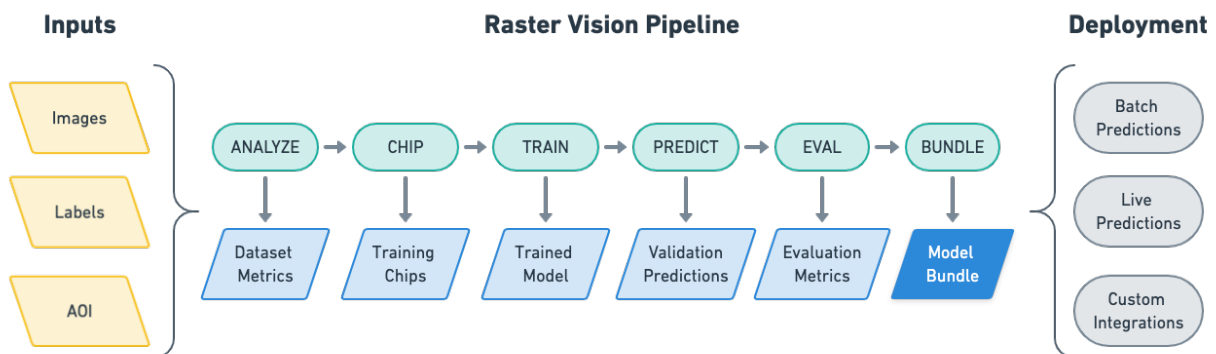 Inputs
Raster Vision Pipeline
Deployment
Images
Labels
AOI
ANALYZE
CHIP
TRAIN
PREDICT
EVAL
BUNDLE
Dataset
Metrics
Training
Chips
Trained
Model
Validation
Predictions
Evaluation
Metrics
Model
Bundle
Batch
Predictions
Live
Predictions
Custom
Integrations